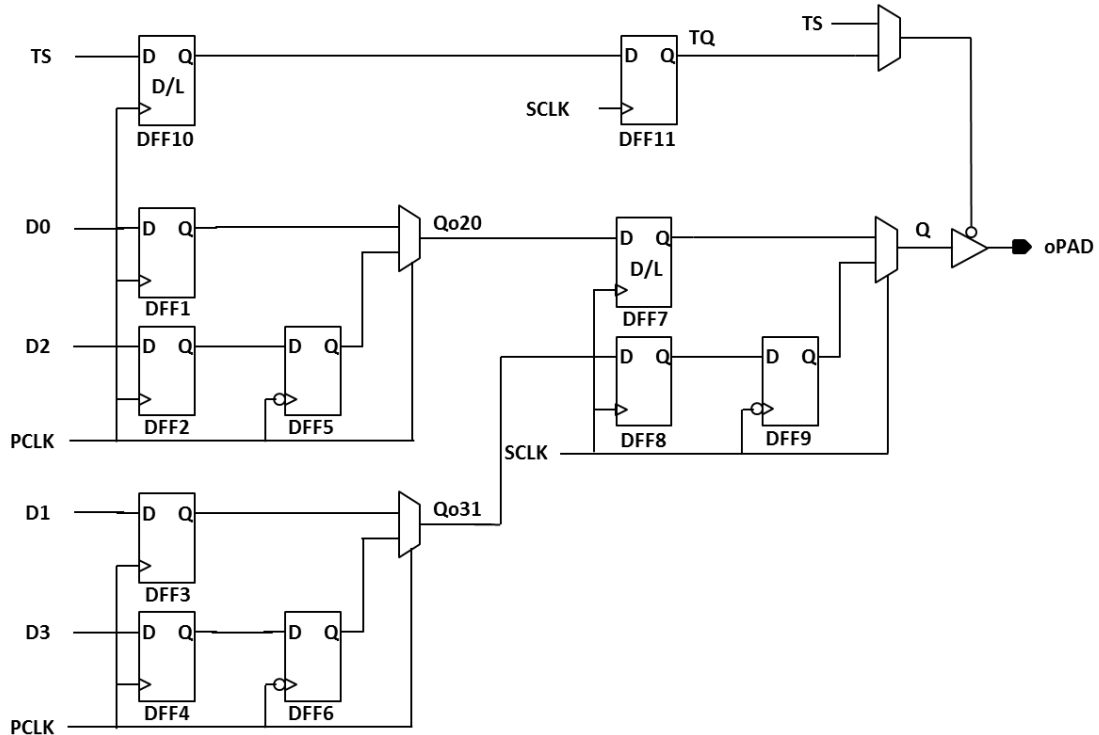 TS
TS
D Q
D/L
DFF10
D Q
TQ
SCLK
DFF11
D0
D Q
DFF1
Qo20
D Q
D/L
DFF7
Q
oPAD
D2
D Q
DFF2
D Q
DFF5
PCLK
D Q
DFF8
D Q
DFF9
SCLK
D1
D Q
DFF3
Qo31
D3
D Q
DFF4
D Q
DFF6
PCLK